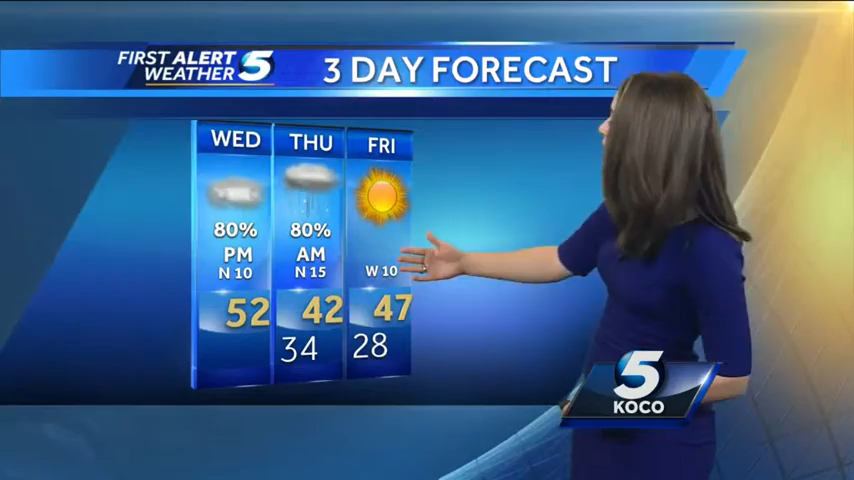 FIRST ALERT
WEATHER 5
3 DAY FORECAST
WED
80%
PM
N 10
52
THU
80%
AM
N 15
42
34
FRI
W 10
47
28
5
KOCO